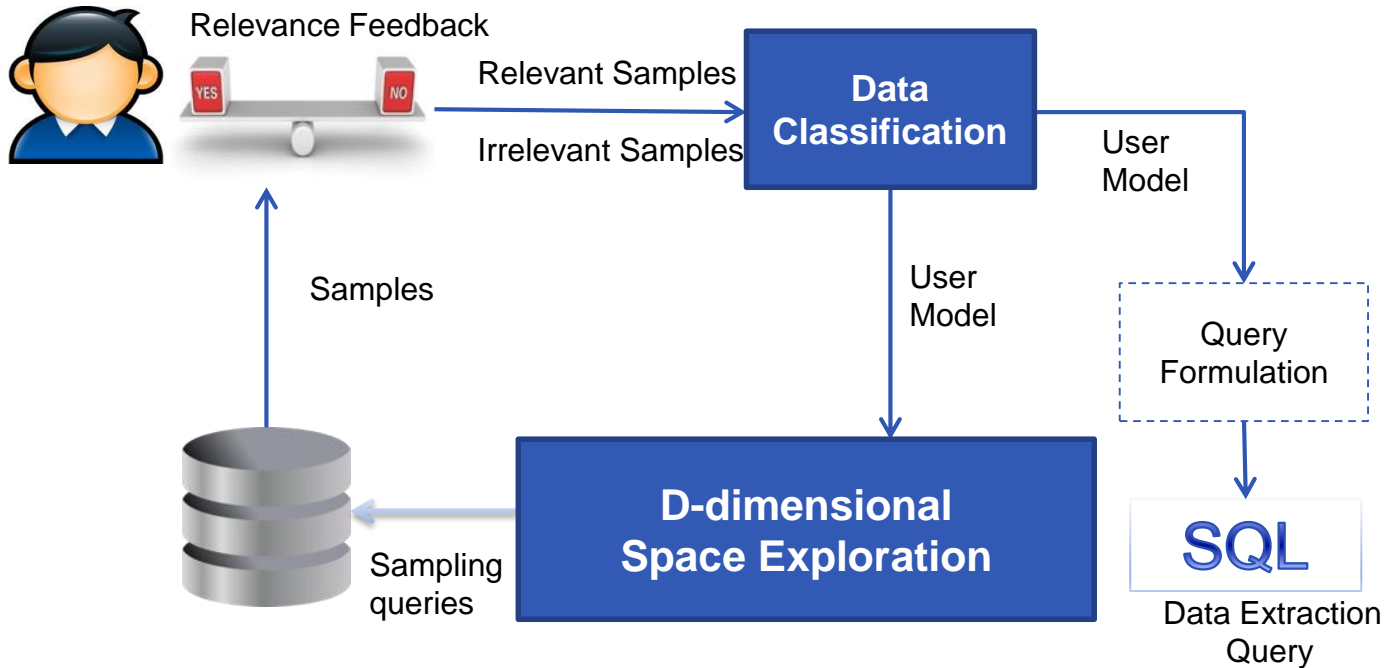 Relevance Feedback
YES
NO
Relevant Samples
Irrelevant Samples
Data
Classification
User
Model
Samples
User
Model
Query
Formulation
D-dimensional
Space Exploration
Sampling
queries
SQL
Data Extraction
Query